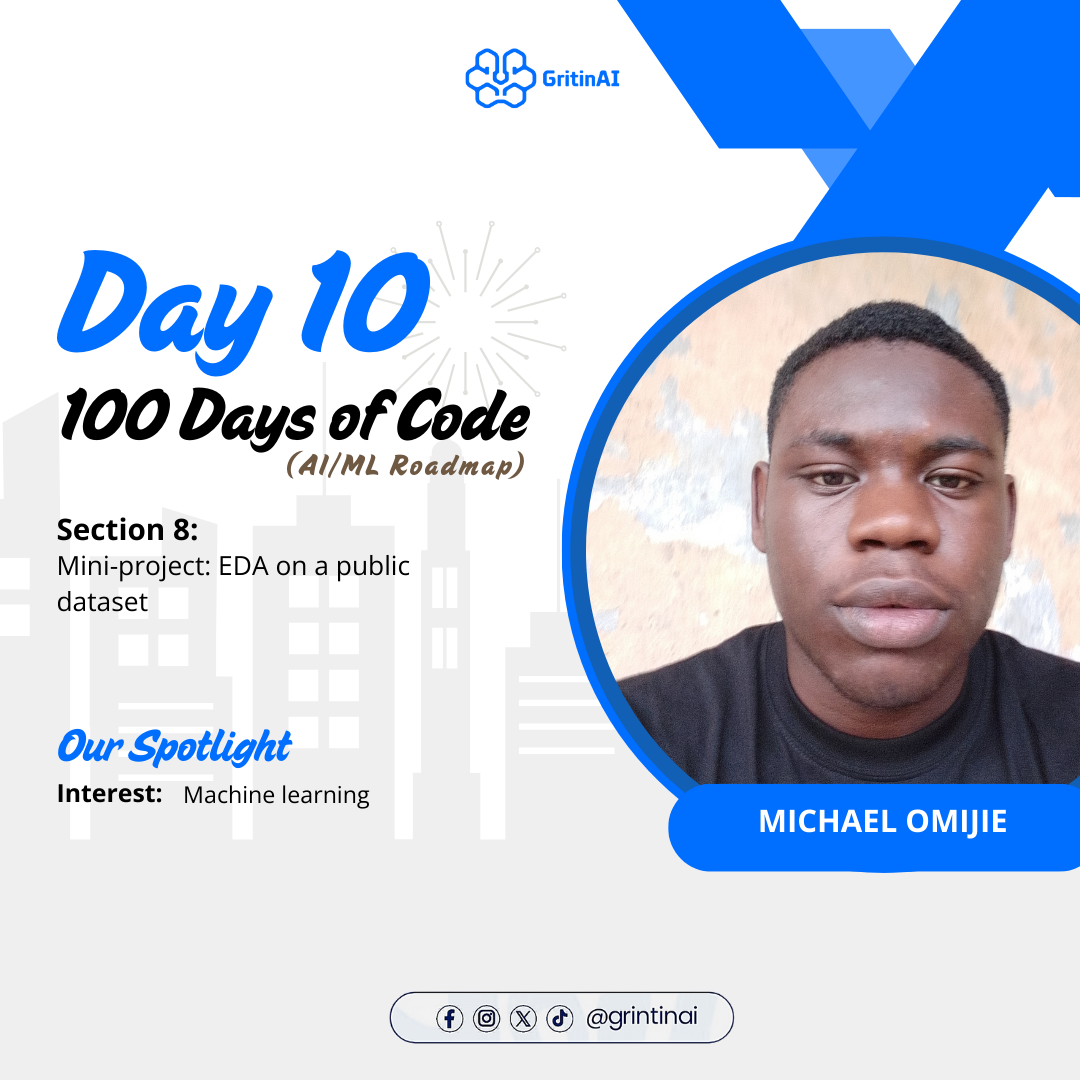 GritinAI
Day 10
100 Days of Code
(AI/ML Roadmap)
Section 8:
Mini-project: EDA on a public
dataset
Our Spotlight
Interest: Machine learning
MICHAEL OMIJIE
@grintinai